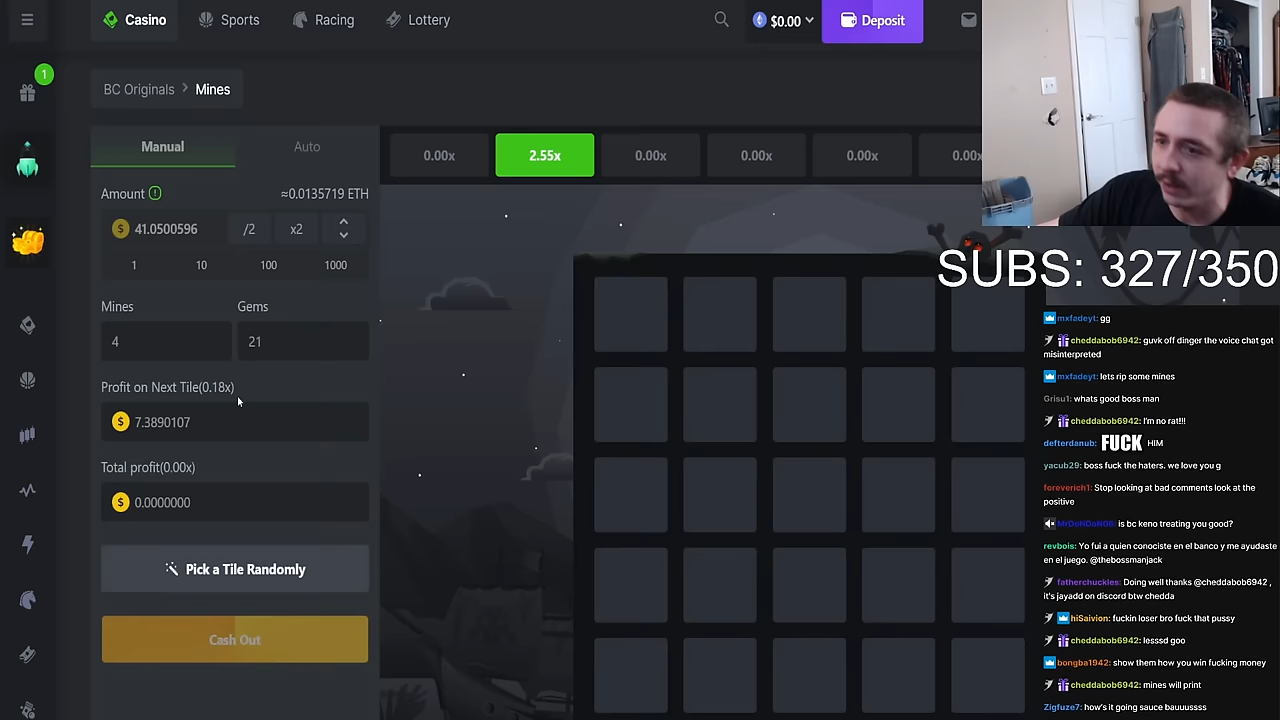 Casino Sports Racing Lottery $0.00 Deposit
1
BC Originals > Mines
Manual Auto
0.00x 2.55x 0.00x 0.00x 0.00x 0.00x
Amount ≈0.0135719 ETH
41.0500596 /2 x2
1 10 100 1000
Mines Gems
4 21
Profit on Next Tile(0.18x)
7.3890107
Total profit(0.00x)
0.0000000
Pick a Tile Randomly
Cash Out
SUBS: 327/350
mxfadeyt: gg
cheddabob6942: guvk off dinger the voice chat got
misinterpreted
mxfadeyt: lets rip some mines
Grisu1: whats good boss man
cheddabob6942: I'm no rat!!!
defterdanub: FUCK HIM
yacub29: boss fuck the haters. we love you g
foreverich1: Stop looking at bad comments look at the
positive
MrDoNDoN06: is bc keno treating you good?
revbois: Yo fui a quien conociste en el banco y me ayudaste
en el juego. @thebossmanjack
fatherchuckles: Doing well thanks @cheddabob6942 ,
it's jayadd on discord btw chedda
hiSaivion: fuckin loser bro fuck that pussy
cheddabob6942: lesssd goo
bongba1942: show them how you win fucking money
cheddabob6942: mines will print
Zigfuze7: how's it going sauce bauuussss